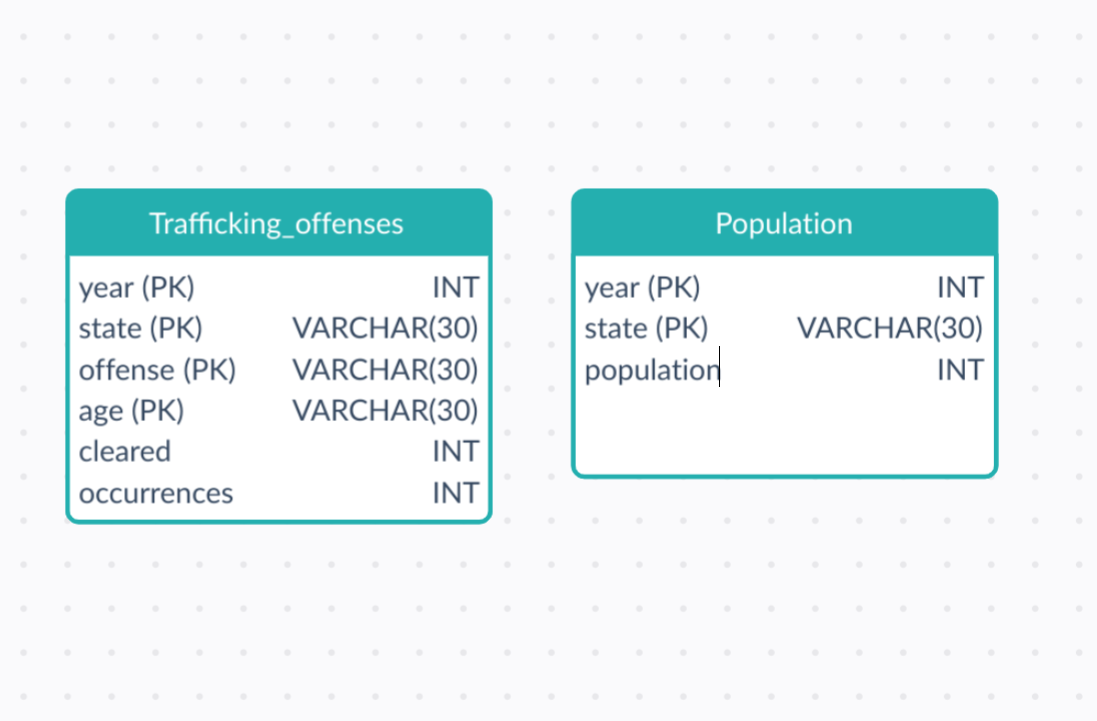 Trafficking_offenses
year (PK) INT
state (PK) VARCHAR(30)
offense (PK) VARCHAR(30)
age (PK) VARCHAR(30)
cleared INT
occurrences INT
Population
year (PK) INT
state (PK) VARCHAR(30)
population INT